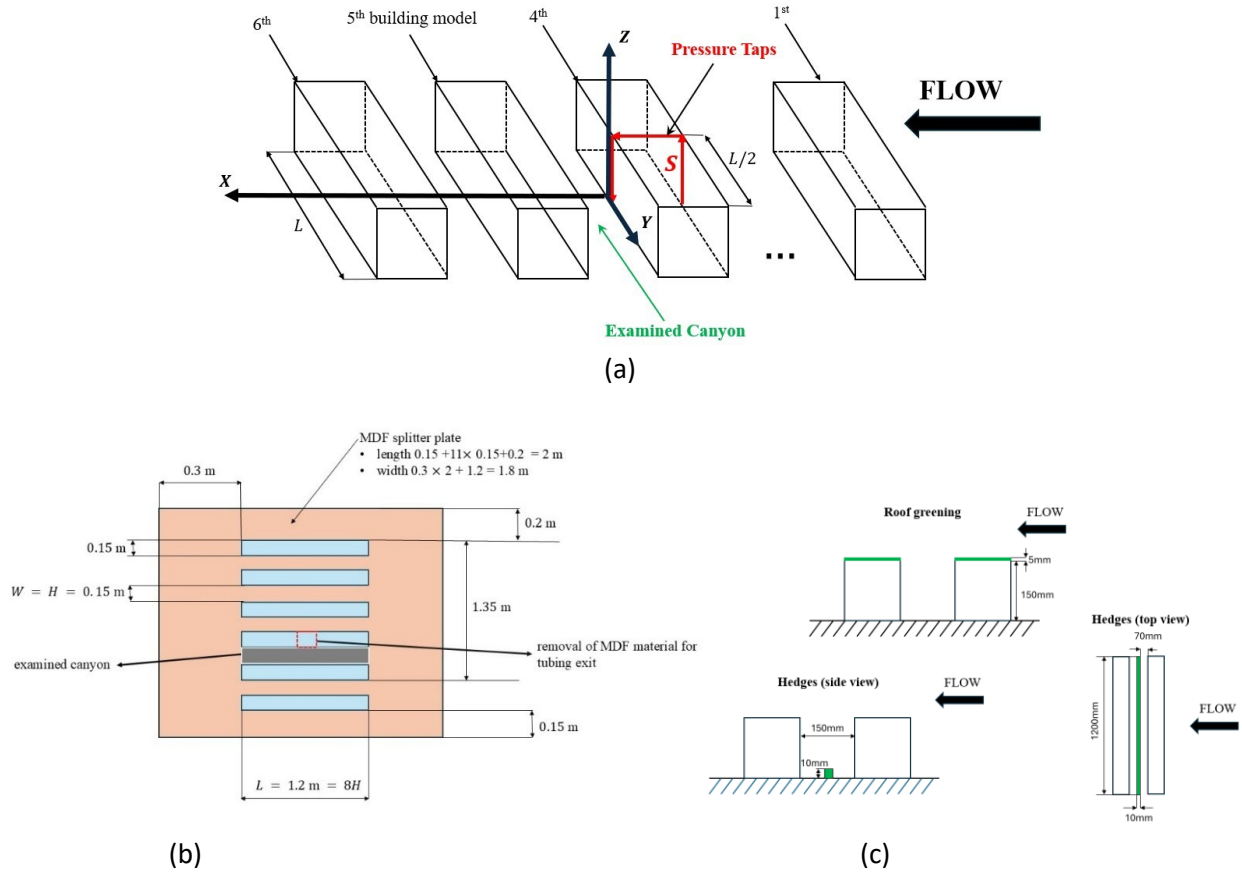 6th
5th building model
4th
1st
Z
Pressure Taps
FLOW
S
L/2
X
L
Y
...
Examined Canyon
(a)
MDF splitter plate
• length 0.15 +11× 0.15+0.2 = 2 m
• width 0.3 × 2 + 1.2 = 1.8 m
0.3 m
0.2 m
0.15 m
W = H = 0.15 m
1.35 m
examined canyon
removal of MDF material for
tubing exit
0.15 m
L = 1.2 m = 8H
(b)
Roof greening
FLOW
5mm
150mm
Hedges (top view)
70mm
Hedges (side view)
FLOW
150mm
10mm
1200mm
FLOW
10mm
(c)